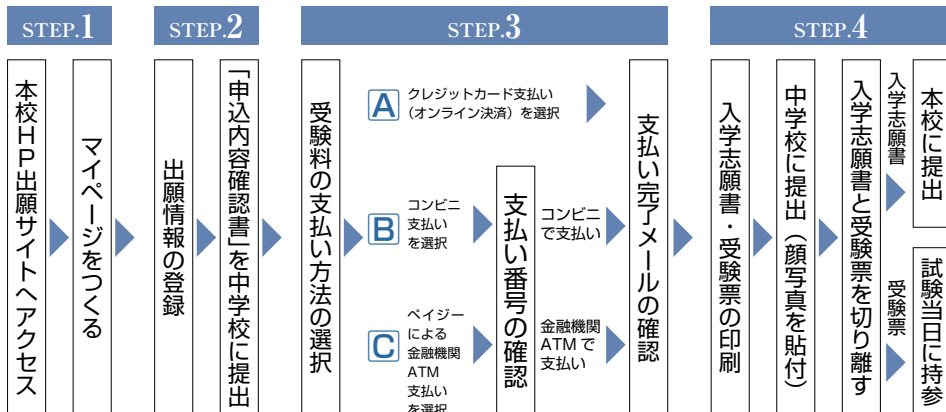 STEP.1
本校HP出願サイトへアクセス
マイページをつくる
STEP.2
出願情報の登録
「申込内容確認書」を中学校に提出
STEP.3
受験料の支払い方法の選択
A
クレジットカード支払い
(オンライン決済)を選択
B
コンビニ
支払い
を選択
C
ペイジー
による
金融機関
ATM
支払い
を選択
支払い番号の確認
コンビニ
で支払い
金融機関
ATMで
支払い
支払い完了メールの確認
STEP.4
入学志願書・受験票の印刷
中学校に提出(顔写真を貼付)
入学志願書と受験票を切り離す
入学志願書
本校に提出
受験票
試験当日に持参